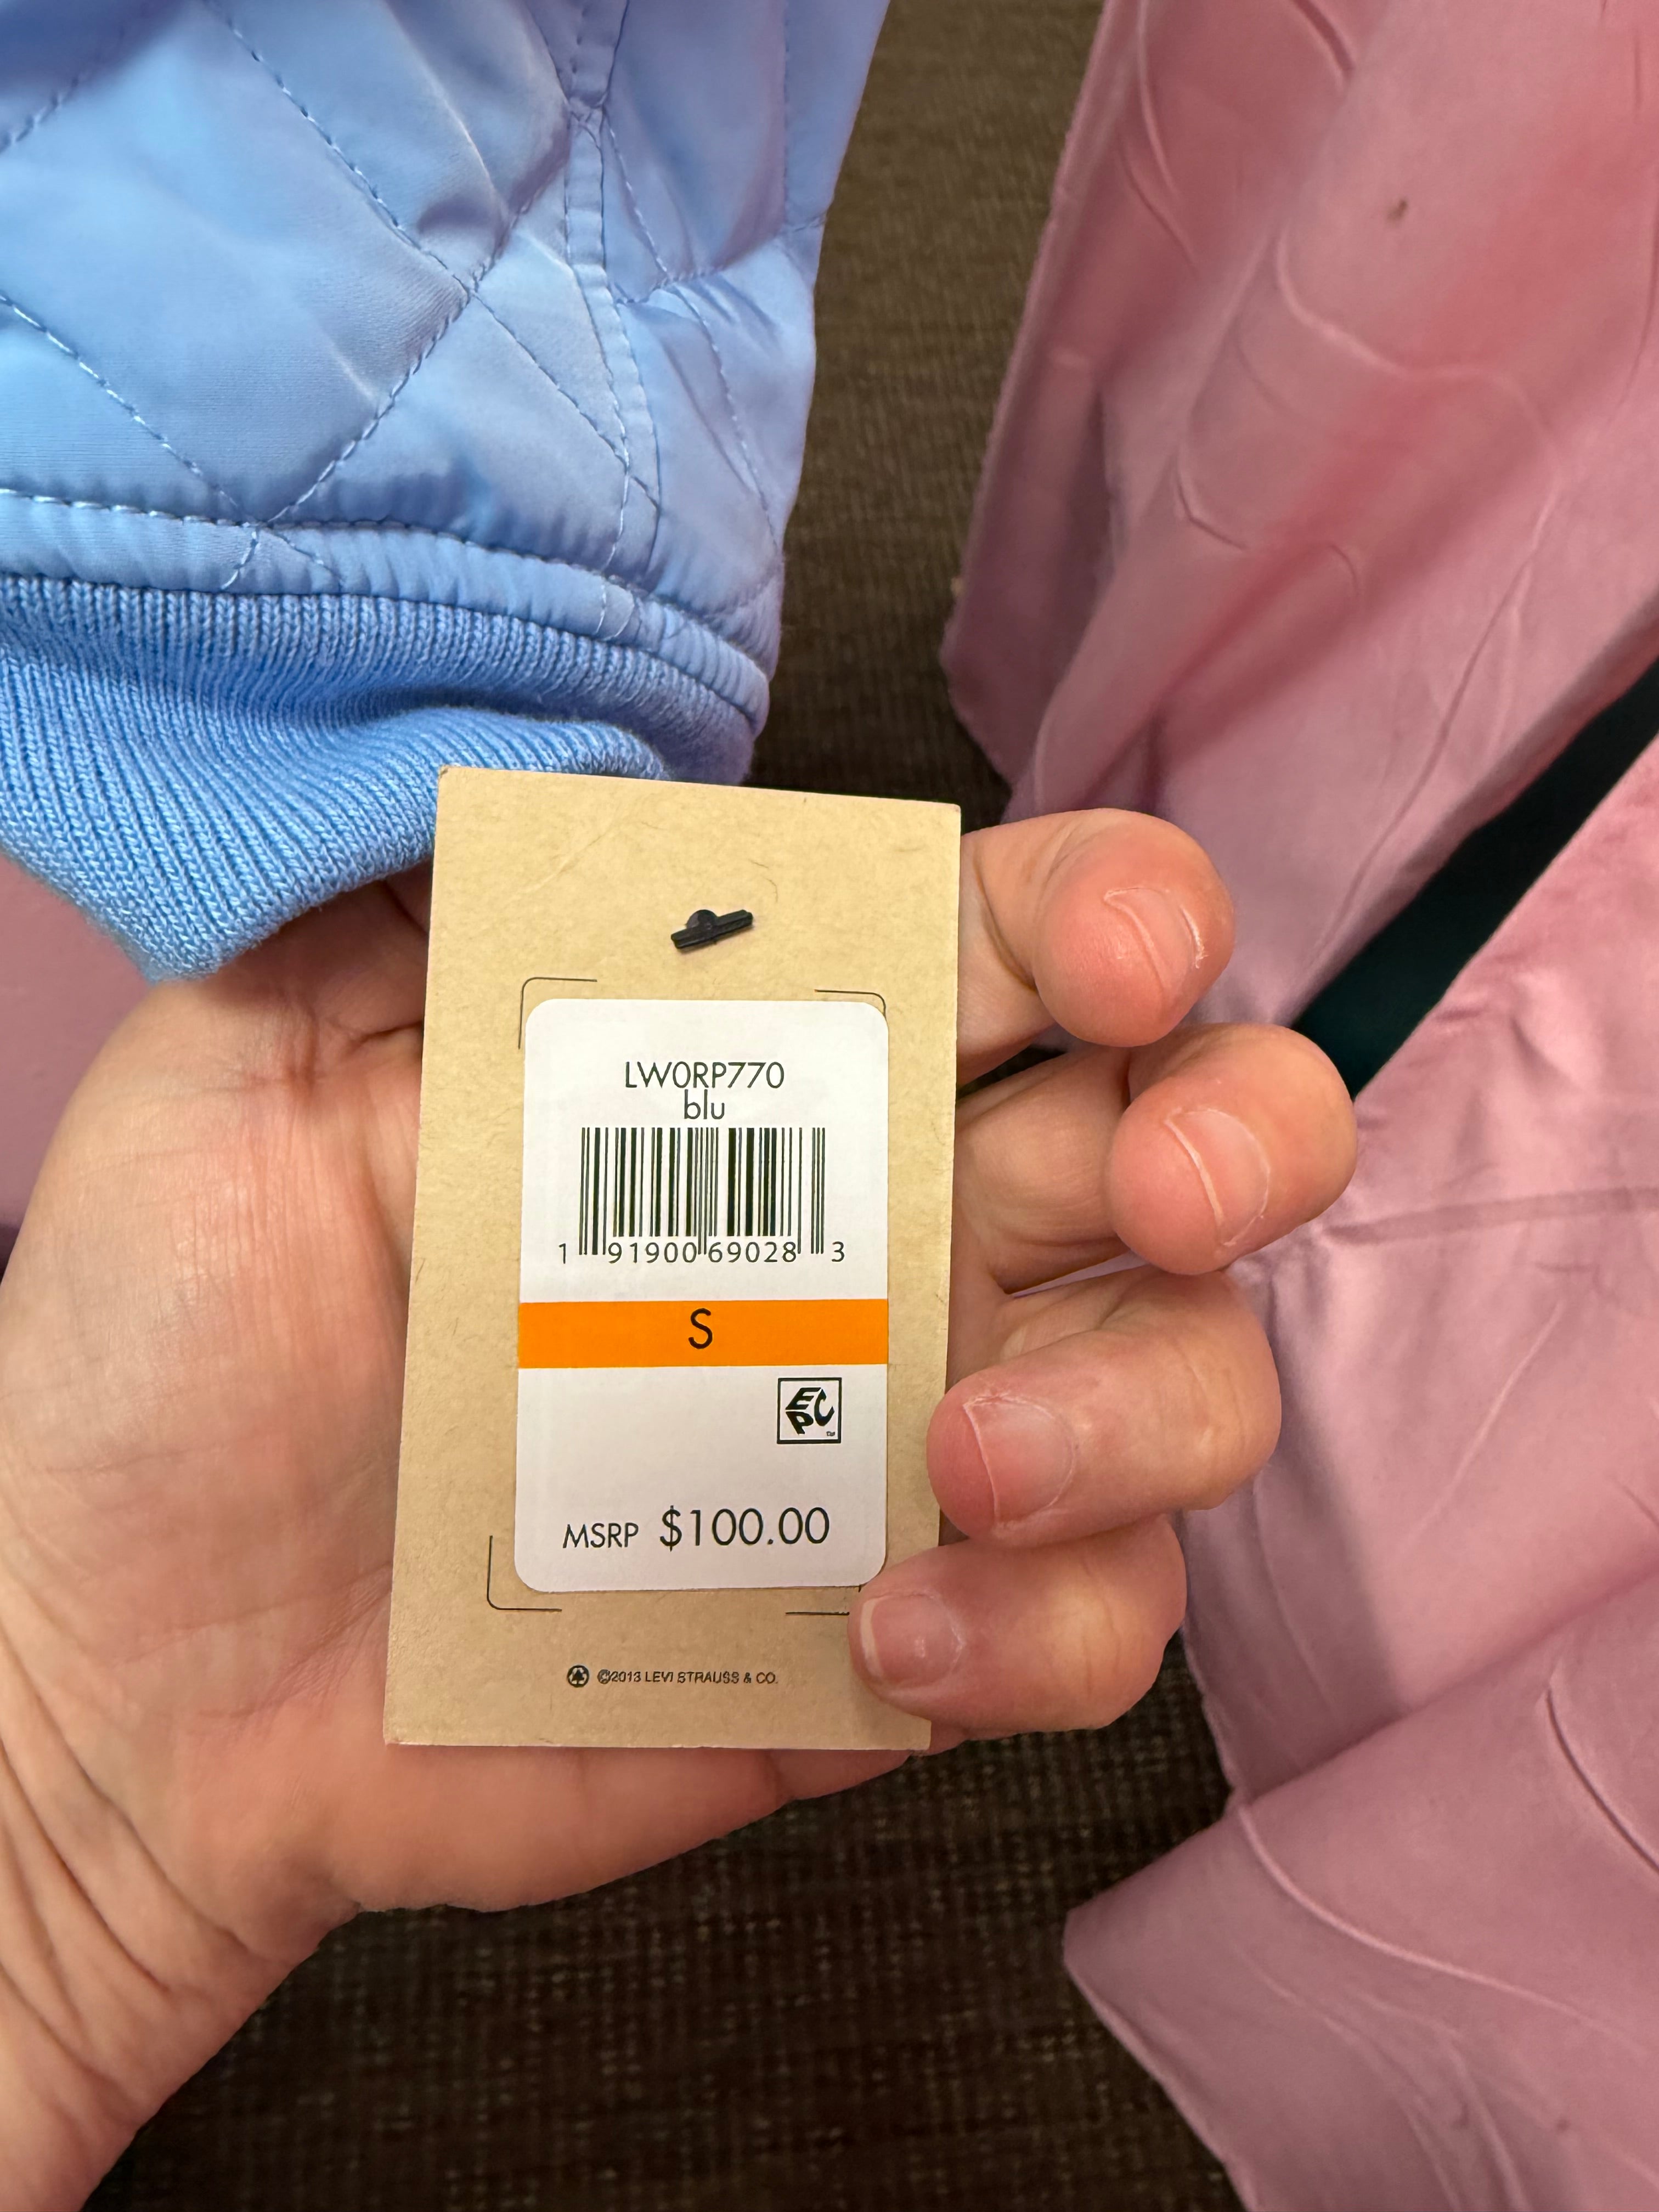 LW0RP770
blu
1 91900 69028 3
S
EPC
MSRP $100.00
©2013 LEVI STRAUSS & CO.